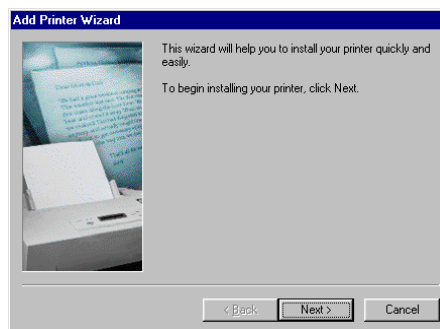 Add Printer Wizard
This wizard will help you to install your printer quickly and
easily.
To begin installing your printer, click Next.
< Back
Next >
Cancel